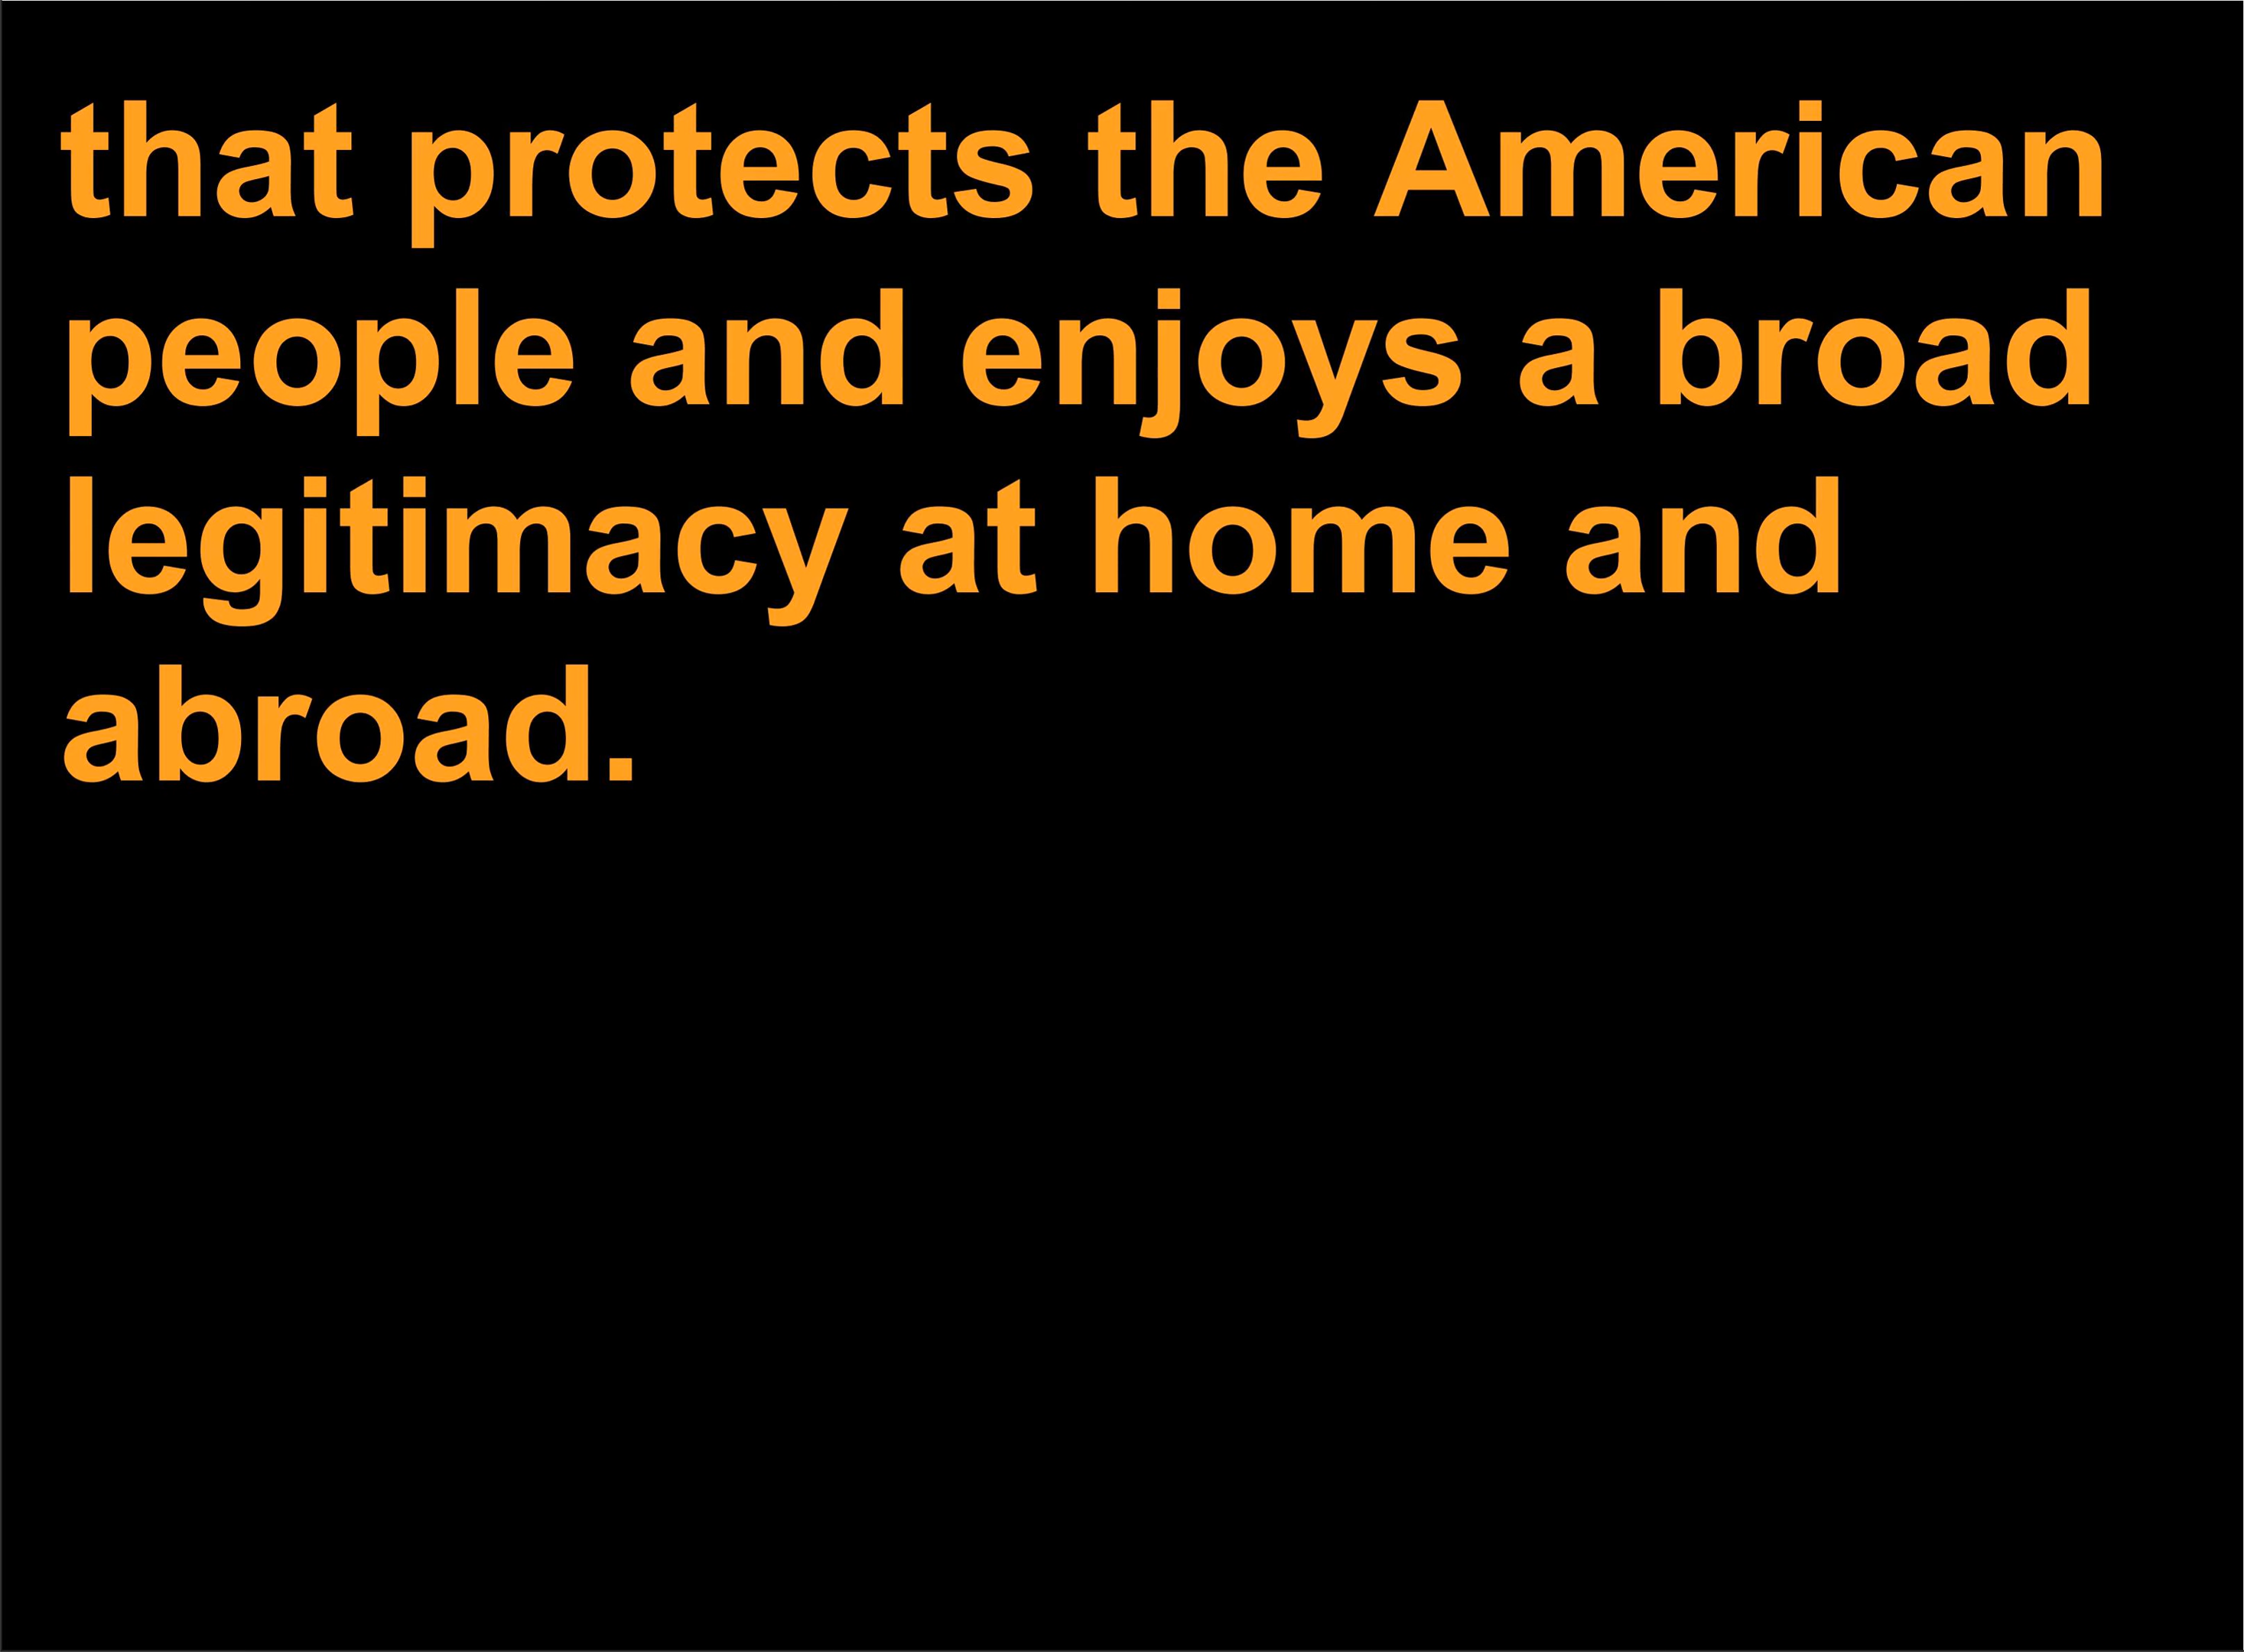 that protects the American
people and enjoys a broad
legitimacy at home and
abroad.